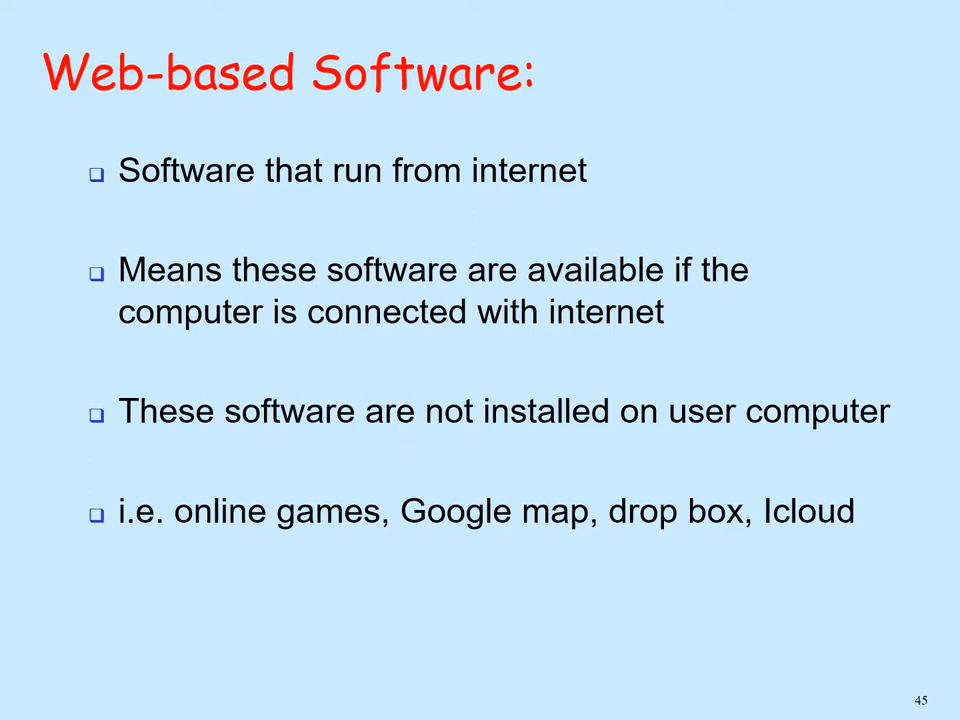 Web-based Software:
❑ Software that run from internet
❑ Means these software are available if the
computer is connected with internet
❑ These software are not installed on user computer
❑ i.e. online games, Google map, drop box, Icloud
45